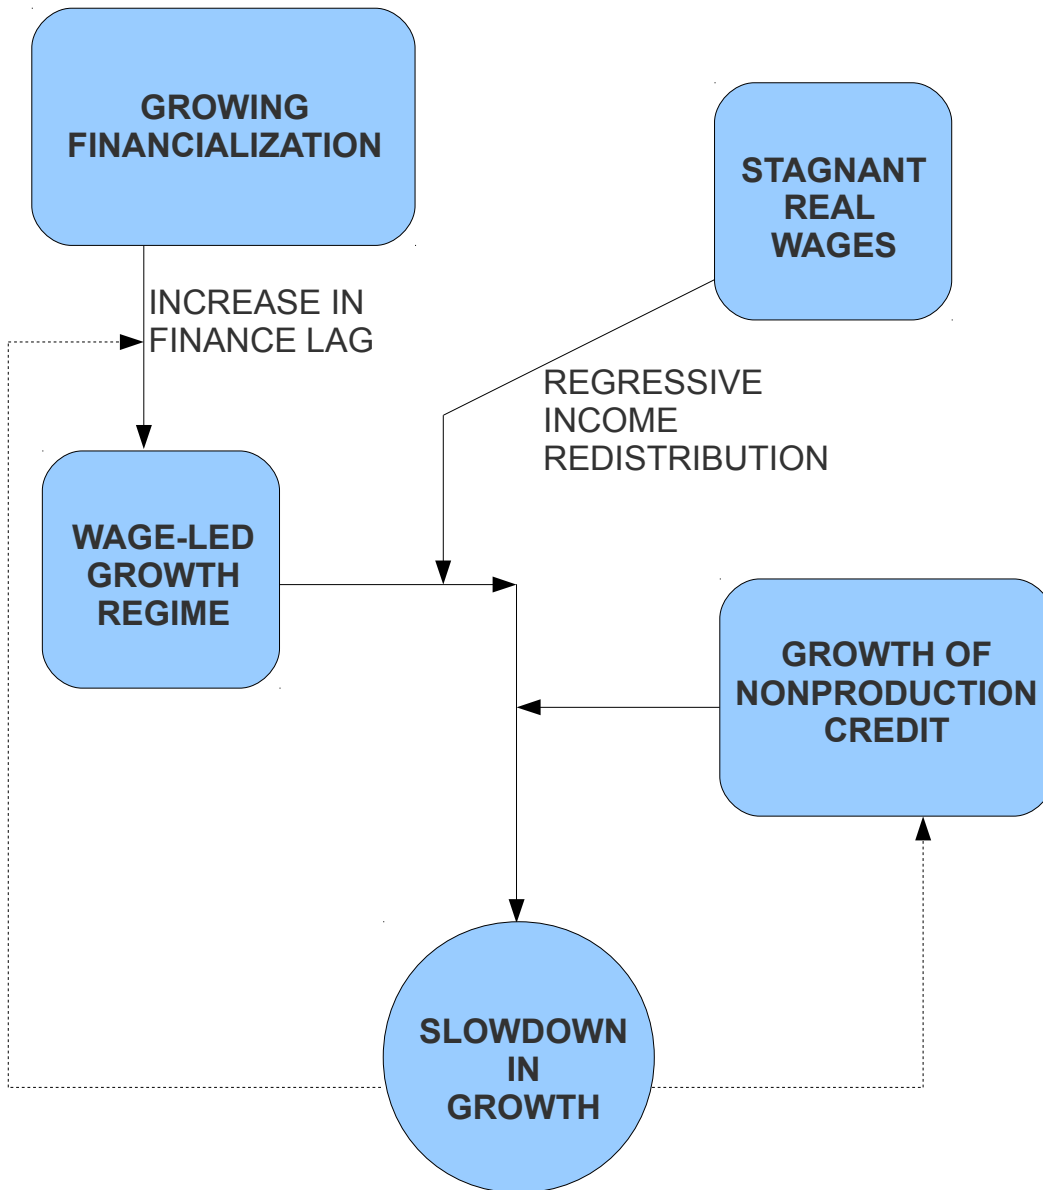 GROWING
FINANCIALIZATION
STAGNANT
REAL
WAGES
INCREASE IN
FINANCE LAG
REGRESSIVE
INCOME
REDISTRIBUTION
WAGE-LED
GROWTH
REGIME
GROWTH OF
NONPRODUCTION
CREDIT
SLOWDOWN
IN
GROWTH